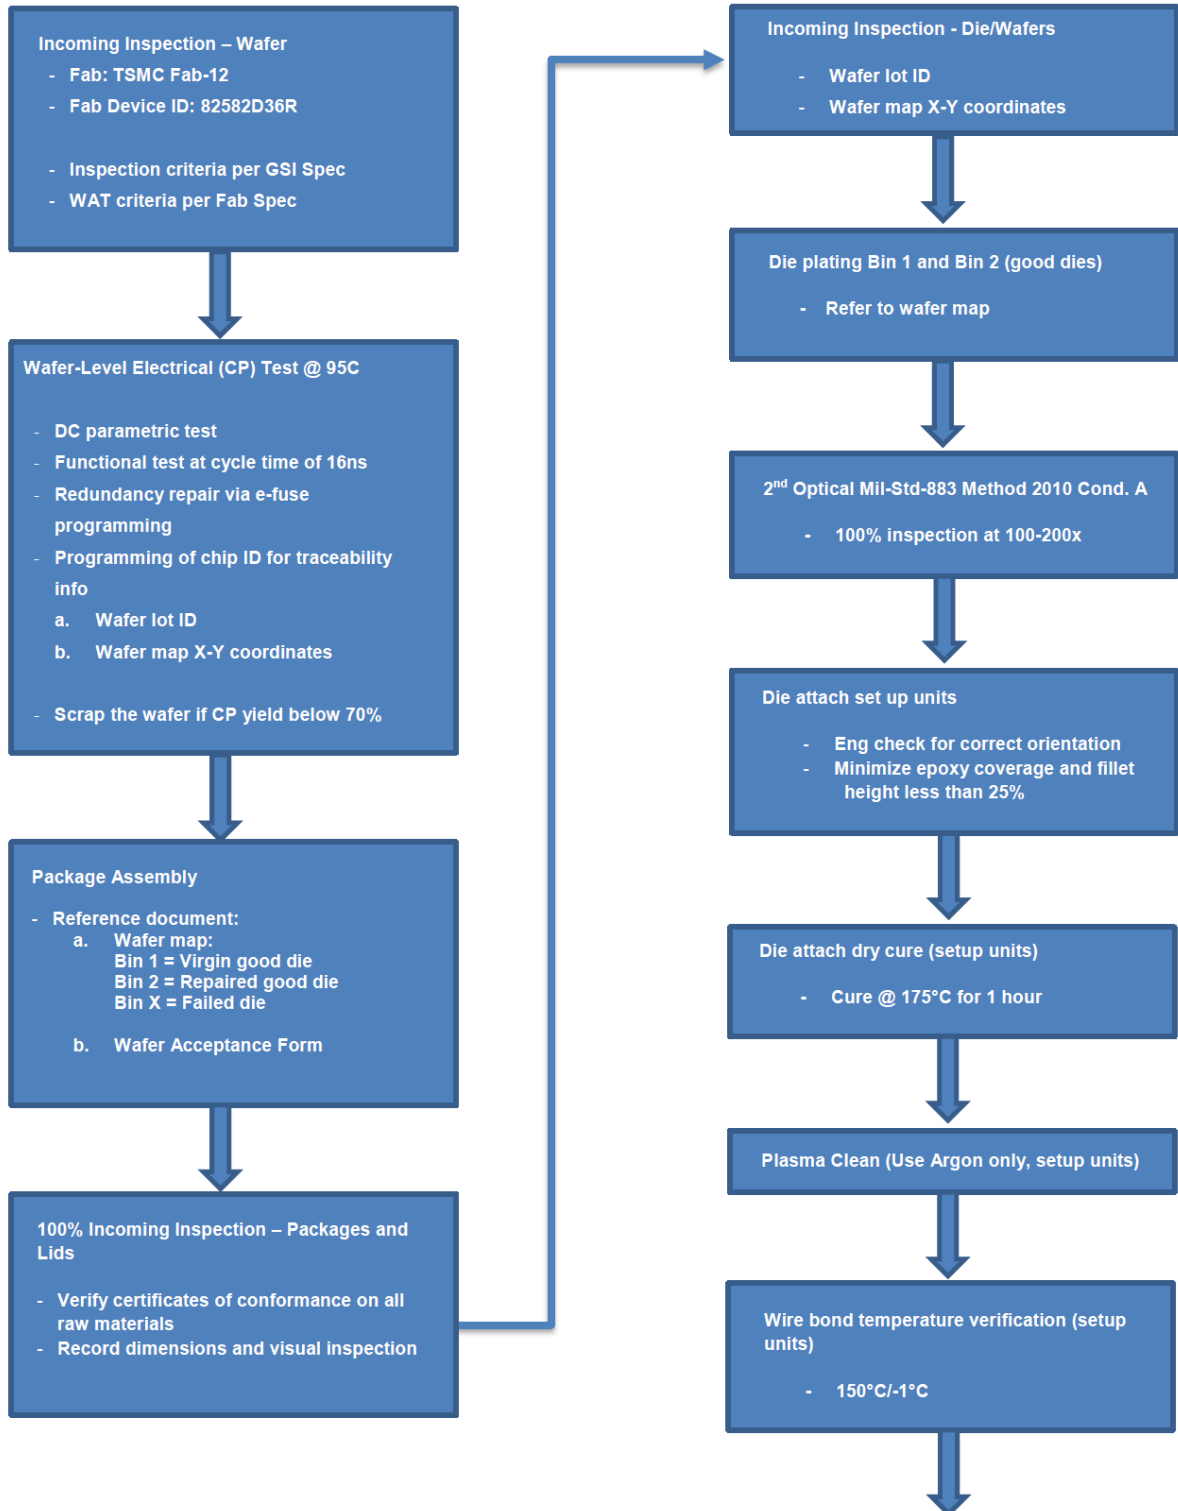 Incoming Inspection – Wafer
- Fab: TSMC Fab-12
- Fab Device ID: 82582D36R
- Inspection criteria per GSI Spec
- WAT criteria per Fab Spec
Wafer-Level Electrical (CP) Test @ 95C
- DC parametric test
- Functional test at cycle time of 16ns
- Redundancy repair via e-fuse
programming
- Programming of chip ID for traceability
info
a. Wafer lot ID
b. Wafer map X-Y coordinates
- Scrap the wafer if CP yield below 70%
Package Assembly
- Reference document:
a. Wafer map:
Bin 1 = Virgin good die
Bin 2 = Repaired good die
Bin X = Failed die
b. Wafer Acceptance Form
100% Incoming Inspection – Packages and
Lids
- Verify certificates of conformance on all
raw materials
- Record dimensions and visual inspection
Incoming Inspection - Die/Wafers
- Wafer lot ID
- Wafer map X-Y coordinates
Die plating Bin 1 and Bin 2 (good dies)
- Refer to wafer map
2nd Optical Mil-Std-883 Method 2010 Cond. A
- 100% inspection at 100-200x
Die attach set up units
- Eng check for correct orientation
- Minimize epoxy coverage and fillet
height less than 25%
Die attach dry cure (setup units)
- Cure @ 175°C for 1 hour
Plasma Clean (Use Argon only, setup units)
Wire bond temperature verification (setup
units)
- 150°C/-1°C